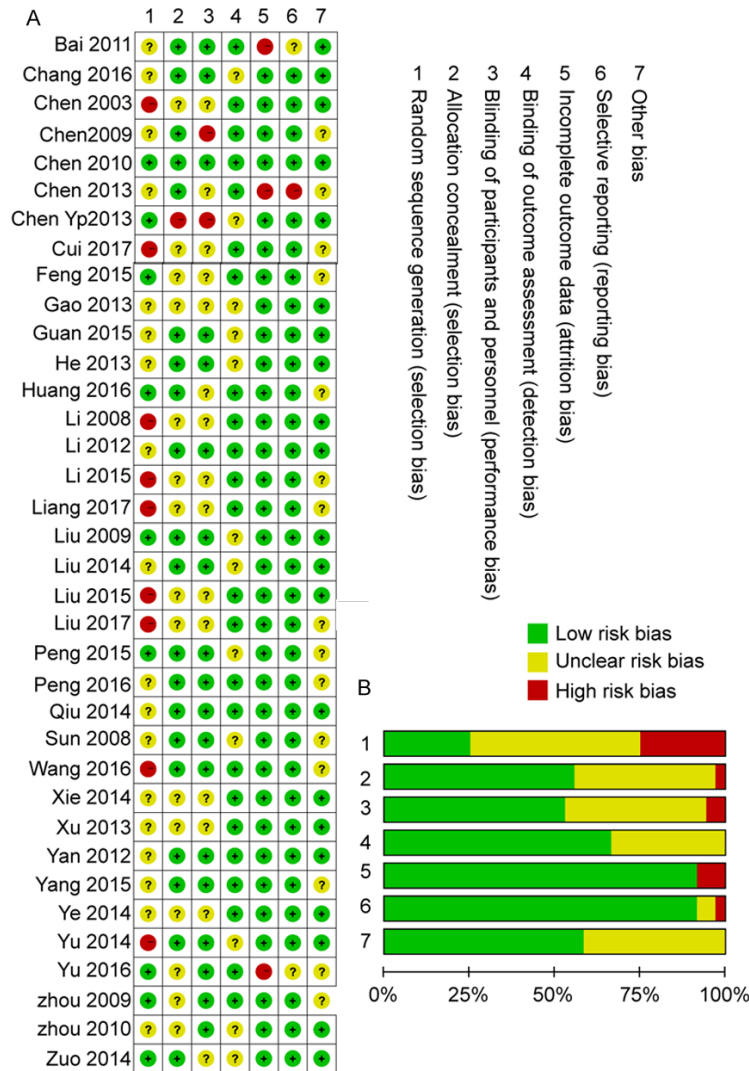 A
1 2 3 4 5 6 7
Bai 2011 ? + + + - ? +
Chang 2016 ? + + ? + + +
Chen 2003 - ? ? + + + +
Chen2009 ? + - + + + ?
Chen 2010 + + + + + + +
Chen 2013 ? + ? + - - ?
Chen Yp2013 + - - ? + + +
Cui 2017 - ? ? + + + ?
Feng 2015 + ? ? + + + ?
Gao 2013 ? ? ? ? + + +
Guan 2015 ? + + ? + + +
He 2013 ? + + ? + + +
Huang 2016 + + ? + + + ?
Li 2008 - ? ? + + + +
Li 2012 ? + + + + + +
Li 2015 - ? ? + + + ?
Liang 2017 - ? ? + + + ?
Liu 2009 + + + ? + + +
Liu 2014 ? + + ? + + +
Liu 2015 - ? ? + + + +
Liu 2017 - ? ? + + + ?
Peng 2015 + + + ? + + ?
Peng 2016 ? + + + + + ?
Qiu 2014 ? + + + + + +
Sun 2008 ? + + ? + + ?
Wang 2016 - + + + + + ?
Xie 2014 ? ? ? + + + +
Xu 2013 ? ? ? + + + +
Yan 2012 ? + + + + + +
Yang 2015 ? + + + + + ?
Ye 2014 ? ? ? + + + +
Yu 2014 - + + ? + + +
Yu 2016 + ? + + - ? ?
zhou 2009 + ? + + + + ?
zhou 2010 ? ? + ? + + +
Zuo 2014 + + ? ? + + +
1 Random sequence generation (selection bias)
2 Allocation concealment (selection bias)
3 Blinding of participants and personnel (performance bias)
4 Binding of outcome assessment (detection bias)
5 Incomplete outcome data (attrition bias)
6 Selective reporting (reporting bias)
7 Other bias
Low risk bias
Unclear risk bias
High risk bias
B
1
2
3
4
5
6
7
0% 25% 50% 75% 100%